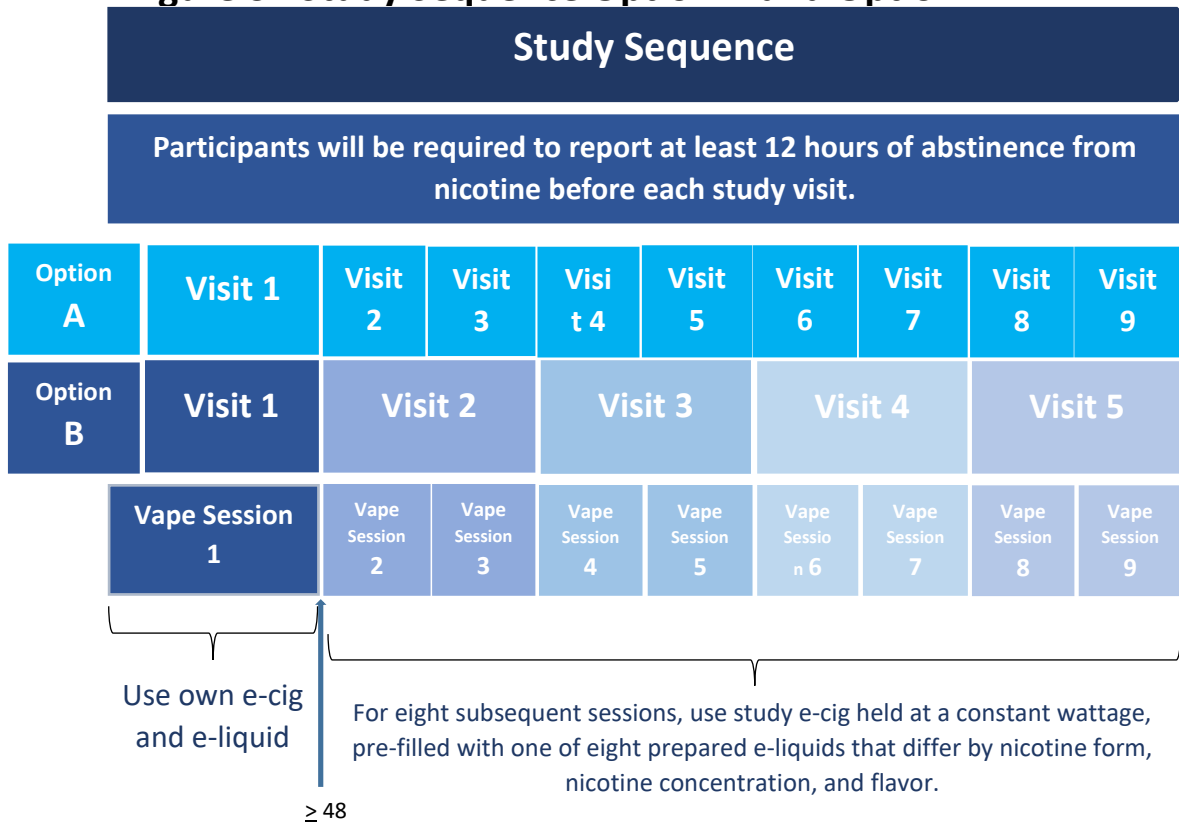 Study Sequence
Participants will be required to report at least 12 hours of abstinence from
nicotine before each study visit.
Option
A
Visit 1
Visit
2
Visit
3
Visi
t 4
Visit
5
Visit
6
Visit
7
Visit
8
Visit
9
Option
B
Visit 1
Visit 2
Visit 3
Visit 4
Visit 5
Vape Session
1
Vape
Session
2
Vape
Session
3
Vape
Session
4
Vape
Session
5
Vape
Sessio
n 6
Vape
Session
7
Vape
Session
8
Vape
Session
9
Use own e-cig
and e-liquid
For eight subsequent sessions, use study e-cig held at a constant wattage,
pre-filled with one of eight prepared e-liquids that differ by nicotine form,
nicotine concentration, and flavor.
≥ 48